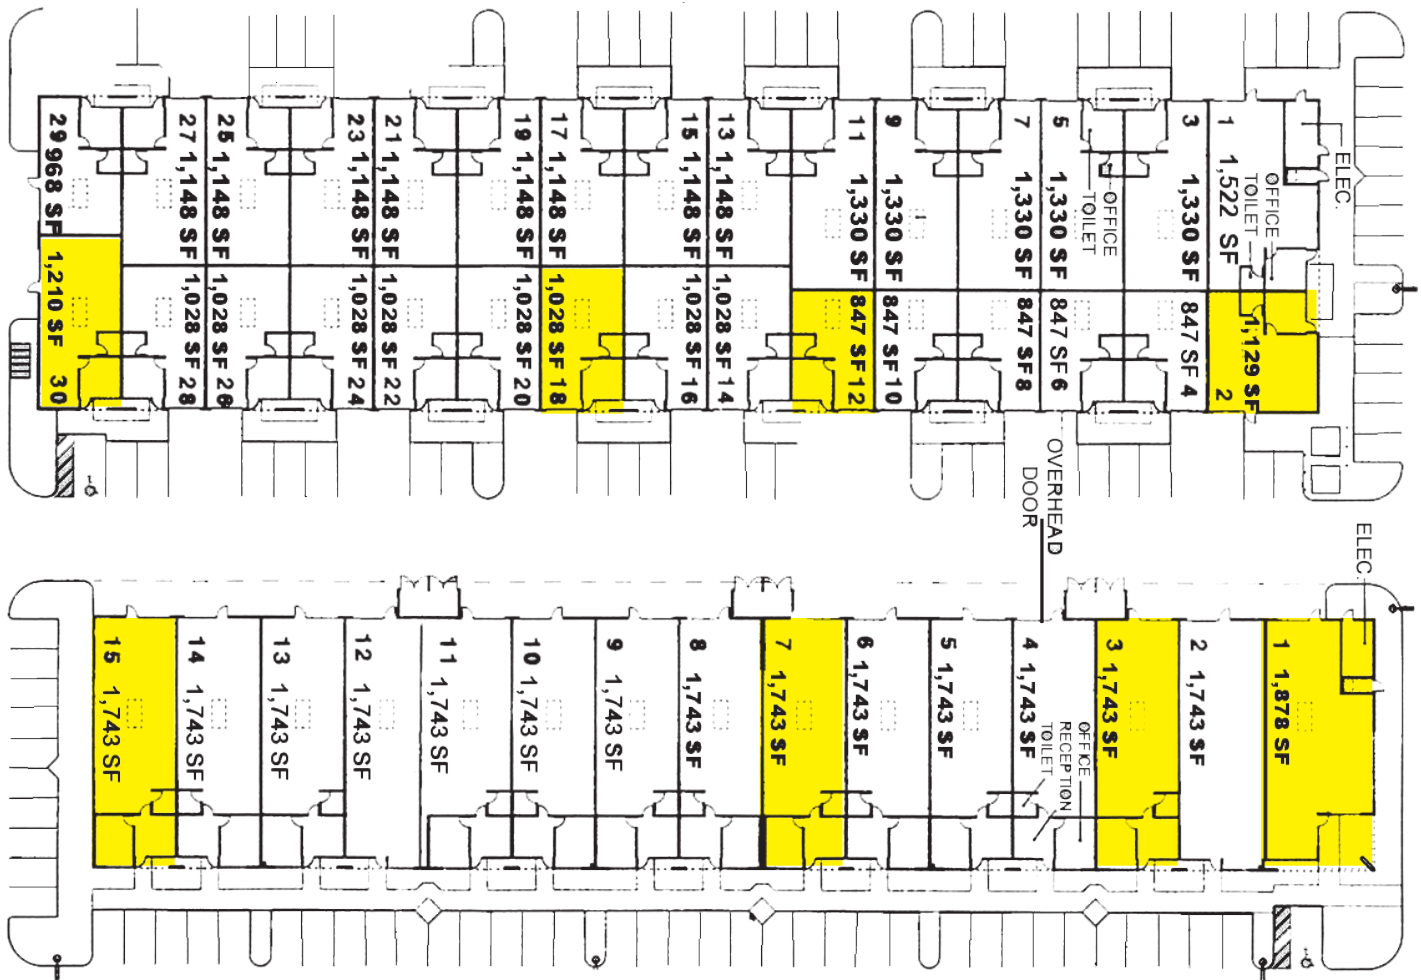 29 968 SF
27 1,148 SF
25 1,148 SF
23 1,148 SF
21 1,148 SF
19 1,148 SF
17 1,148 SF
15 1,148 SF
13 1,148 SF
11 1,330 SF
9 1,330 SF
7 1,330 SF
5 1,330 SF
OFFICE
TOILET
3 1,330 SF
1 1,522 SF
OFFICE
TOILET
ELEC.
1,210 SF 30
1,028 SF 28
1,028 SF 26
1,028 SF 24
1,028 SF 22
1,028 SF 20
1,028 SF 18
1,028 SF 16
1,028 SF 14
847 SF 12
847 SF 10
847 SF 8
847 SF 6
847 SF 4
1,129 SF
2
OVERHEAD
DOOR
ELEC.
15 1,743 SF
14 1,743 SF
13 1,743 SF
12 1,743 SF
11 1,743 SF
10 1,743 SF
9 1,743 SF
8 1,743 SF
7 1,743 SF
6 1,743 SF
5 1,743 SF
4 1,743 SF
OFFICE
RECEPTION
TOILET
3 1,743 SF
2 1,743 SF
1 1,878 SF